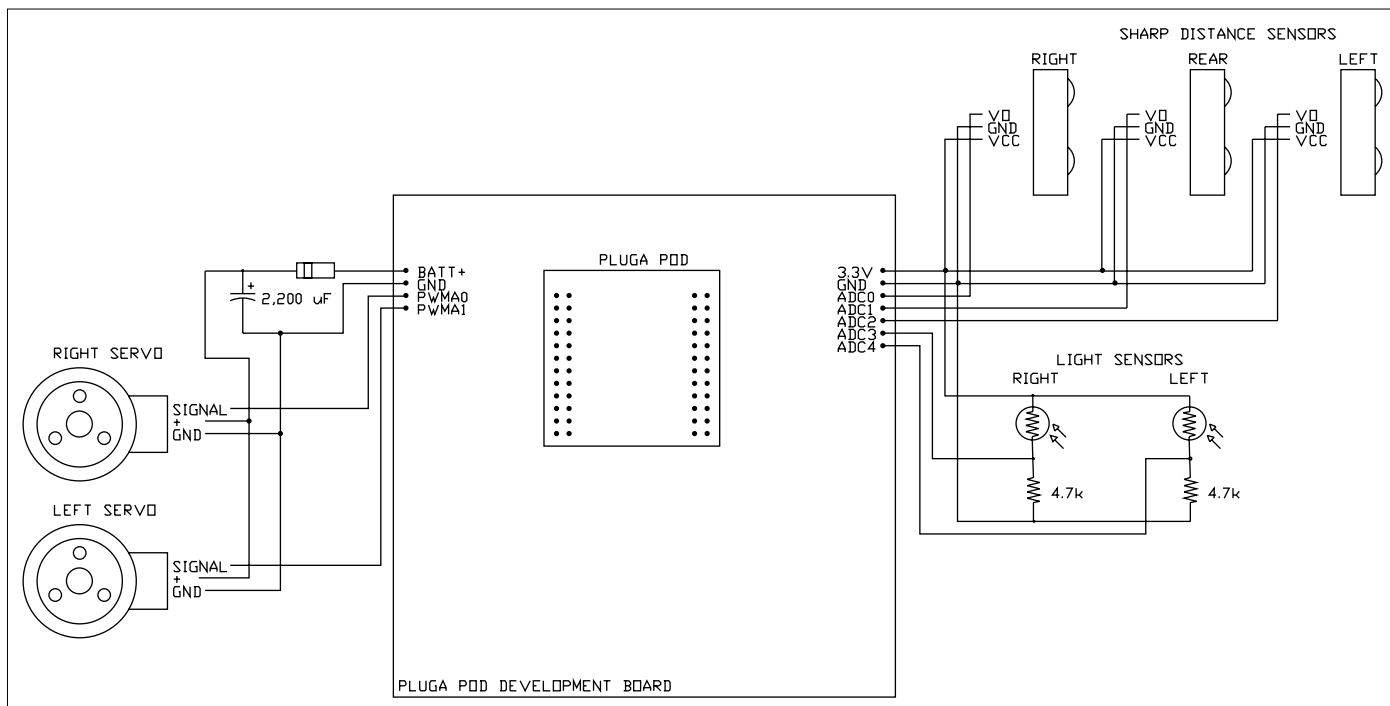 SHARP DISTANCE SENSORS
RIGHT
REAR
LEFT
VO
GND
VCC
VO
GND
VCC
VO
GND
VCC
PLUGA POD
BATT+
GND
PWMA0
PWMA1
3.3V
GND
ADC0
ADC1
ADC2
ADC3
ADC4
+
2,200 uF
RIGHT SERVO
SIGNAL
+
GND
LEFT SERVO
SIGNAL
+
GND
LIGHT SENSORS
RIGHT
LEFT
4.7k
4.7k
PLUGA POD DEVELOPMENT BOARD